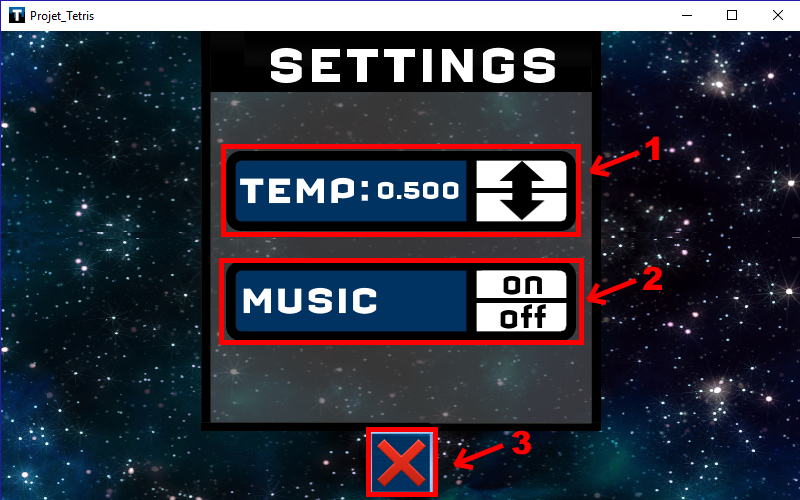 Projet_Tetris
SETTINGS
1
TEMP: 0.500
2
MUSIC
on
off
3